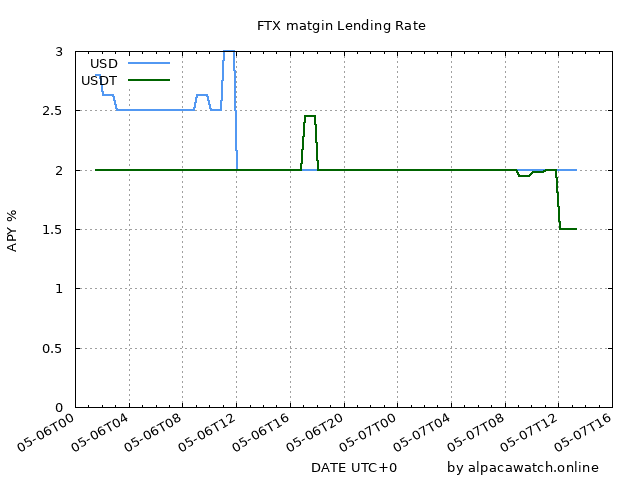 FTX matgin Lending Rate
USD
USDT
3
2.5
2
1.5
1
0.5
0
APY %
05-06T00
05-06T04
05-06T08
05-06T12
05-06T16
05-06T20
05-07T00
05-07T04
05-07T08
05-07T12
05-07T16
DATE UTC+0
by alpacawatch.online